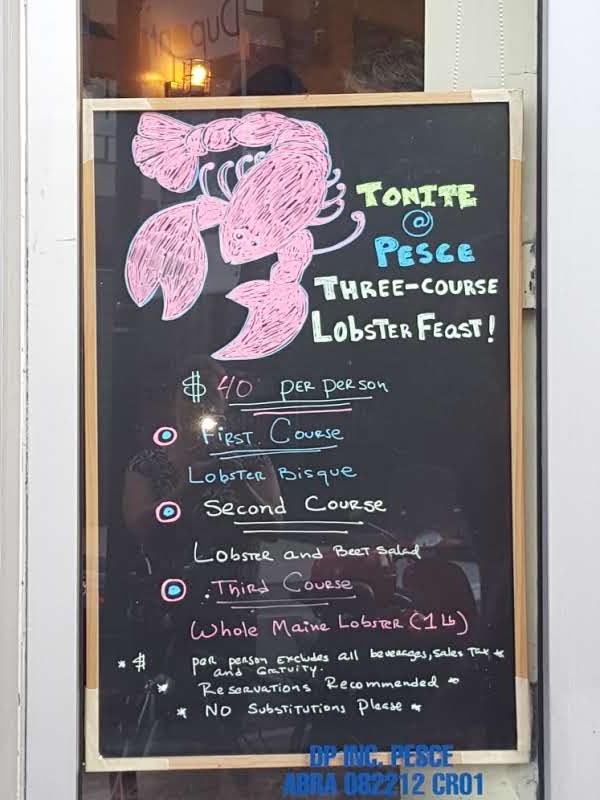 TONITE
@
PESCE
THREE-COURSE
LOBSTER FEAST!
$ 40 PER PERSON
FIRST COURSE
LOBSTER BISQUE
SECOND COURSE
LOBSTER AND BEET SALAD
THIRD COURSE
WHOLE MAINE LOBSTER (1 Lb)
* $ PER PERSON EXCLUDES ALL BEVERAGES, SALES TAX *
AND GRATUITY.
* RESERVATIONS RECOMMENDED *
* NO SUBSTITUTIONS PLEASE *
DP INC. PESCE
ABRA 082212 CR01